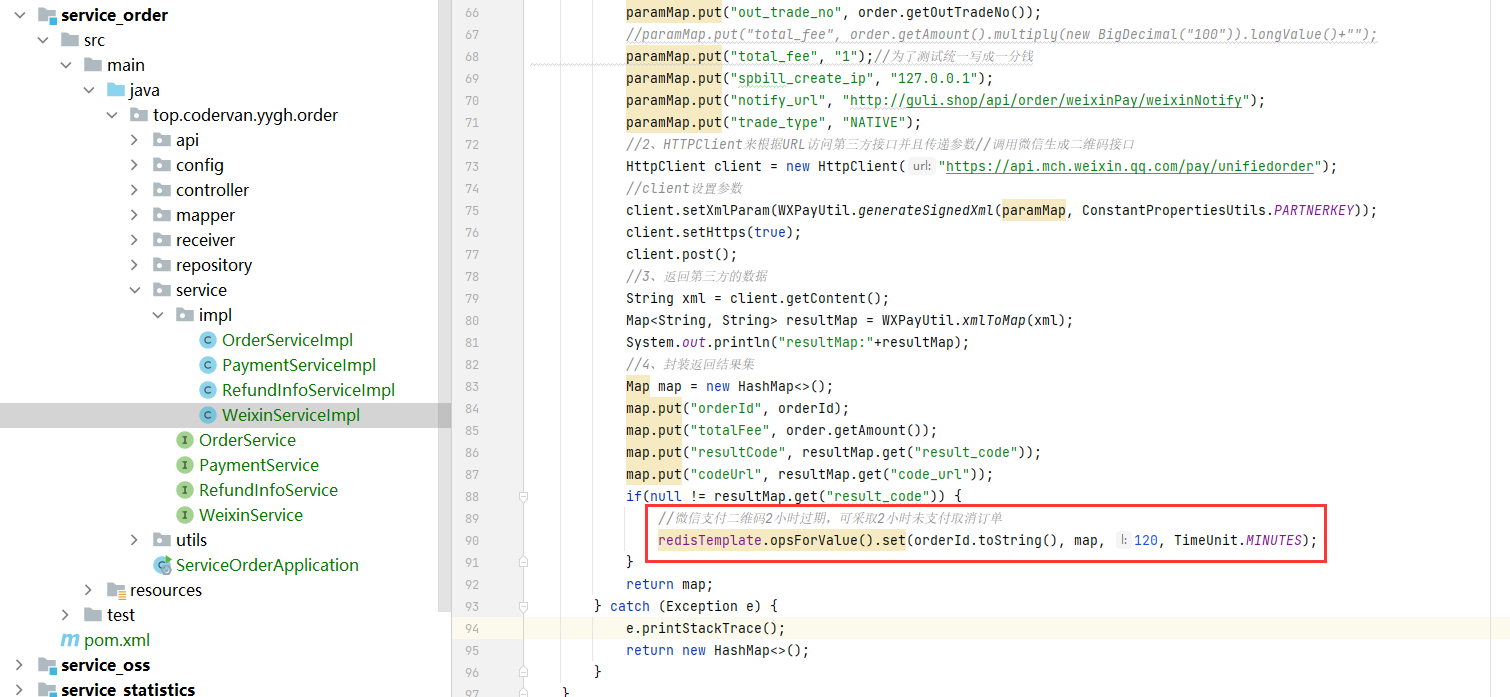 service_order
src
main
java
top.codervan.yygh.order
api
config
controller
mapper
receiver
repository
service
impl
OrderServiceImpl
PaymentServiceImpl
RefundInfoServiceImpl
WeixinServiceImpl
OrderService
PaymentService
RefundInfoService
WeixinService
utils
ServiceOrderApplication
resources
test
pom.xml
service_oss
service_statistics
66 paramMap.put("out_trade_no", order.getOutTradeNo());
67 //paramMap.put("total_fee", order.getAmount().multiply(new BigDecimal("100")).longValue()+"");
68 paramMap.put("total_fee", "1");//为了测试统一写成一分钱
69 paramMap.put("spbill_create_ip", "127.0.0.1");
70 paramMap.put("notify_url", "http://guli.shop/api/order/weixinPay/weixinNotify");
71 paramMap.put("trade_type", "NATIVE");
72 //2、HTTPClient来根据URL访问第三方接口并且传递参数//调用微信生成二维码接口
73 HttpClient client = new HttpClient( url: "https://api.mch.weixin.qq.com/pay/unifiedorder");
74 //client设置参数
75 client.setXmlParam(WXPayUtil.generateSignedXml(paramMap, ConstantPropertiesUtils.PARTNERKEY));
76 client.setHttps(true);
77 client.post();
78 //3、返回第三方的数据
79 String xml = client.getContent();
80 Map<String, String> resultMap = WXPayUtil.xmlToMap(xml);
81 System.out.println("resultMap:"+resultMap);
82 //4、封装返回结果集
83 Map map = new HashMap<>();
84 map.put("orderId", orderId);
85 map.put("totalFee", order.getAmount());
86 map.put("resultCode", resultMap.get("result_code"));
87 map.put("codeUrl", resultMap.get("code_url"));
88 if(null != resultMap.get("result_code")) {
89 //微信支付二维码2小时过期，可采取2小时未支付取消订单
90 redisTemplate.opsForValue().set(orderId.toString(), map, l: 120, TimeUnit.MINUTES);
91 }
92 return map;
93 } catch (Exception e) {
94 e.printStackTrace();
95 return new HashMap<>();
96 }
97 }